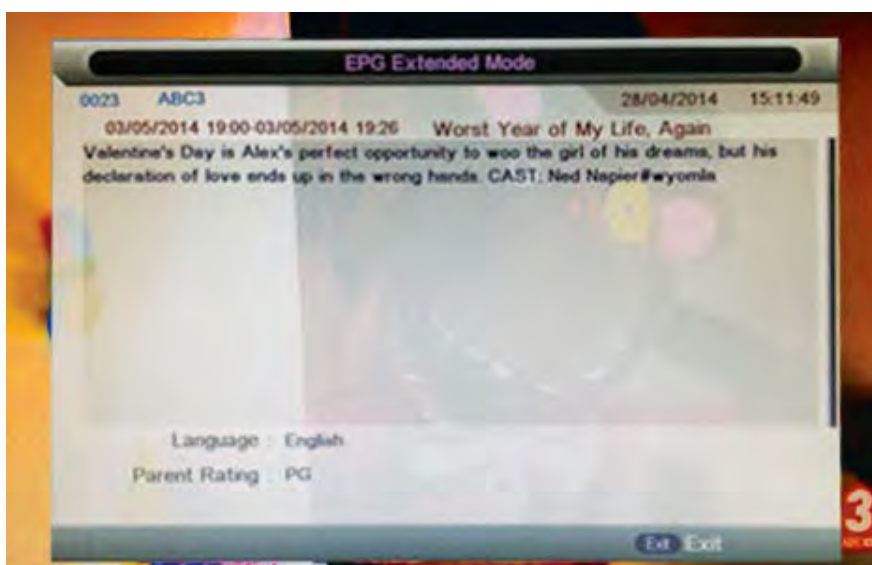 EPG Extended Mode
0023 ABC3 28/04/2014 15:11:49
03/05/2014 19:00-03/05/2014 19:26 Worst Year of My Life, Again
Valentine's Day is Alex's perfect opportunity to woo the girl of his dreams, but his
declaration of love ends up in the wrong hands. CAST: Ned Napier#wyomla
Language : English
Parent Rating : PG
Exit Exit
3